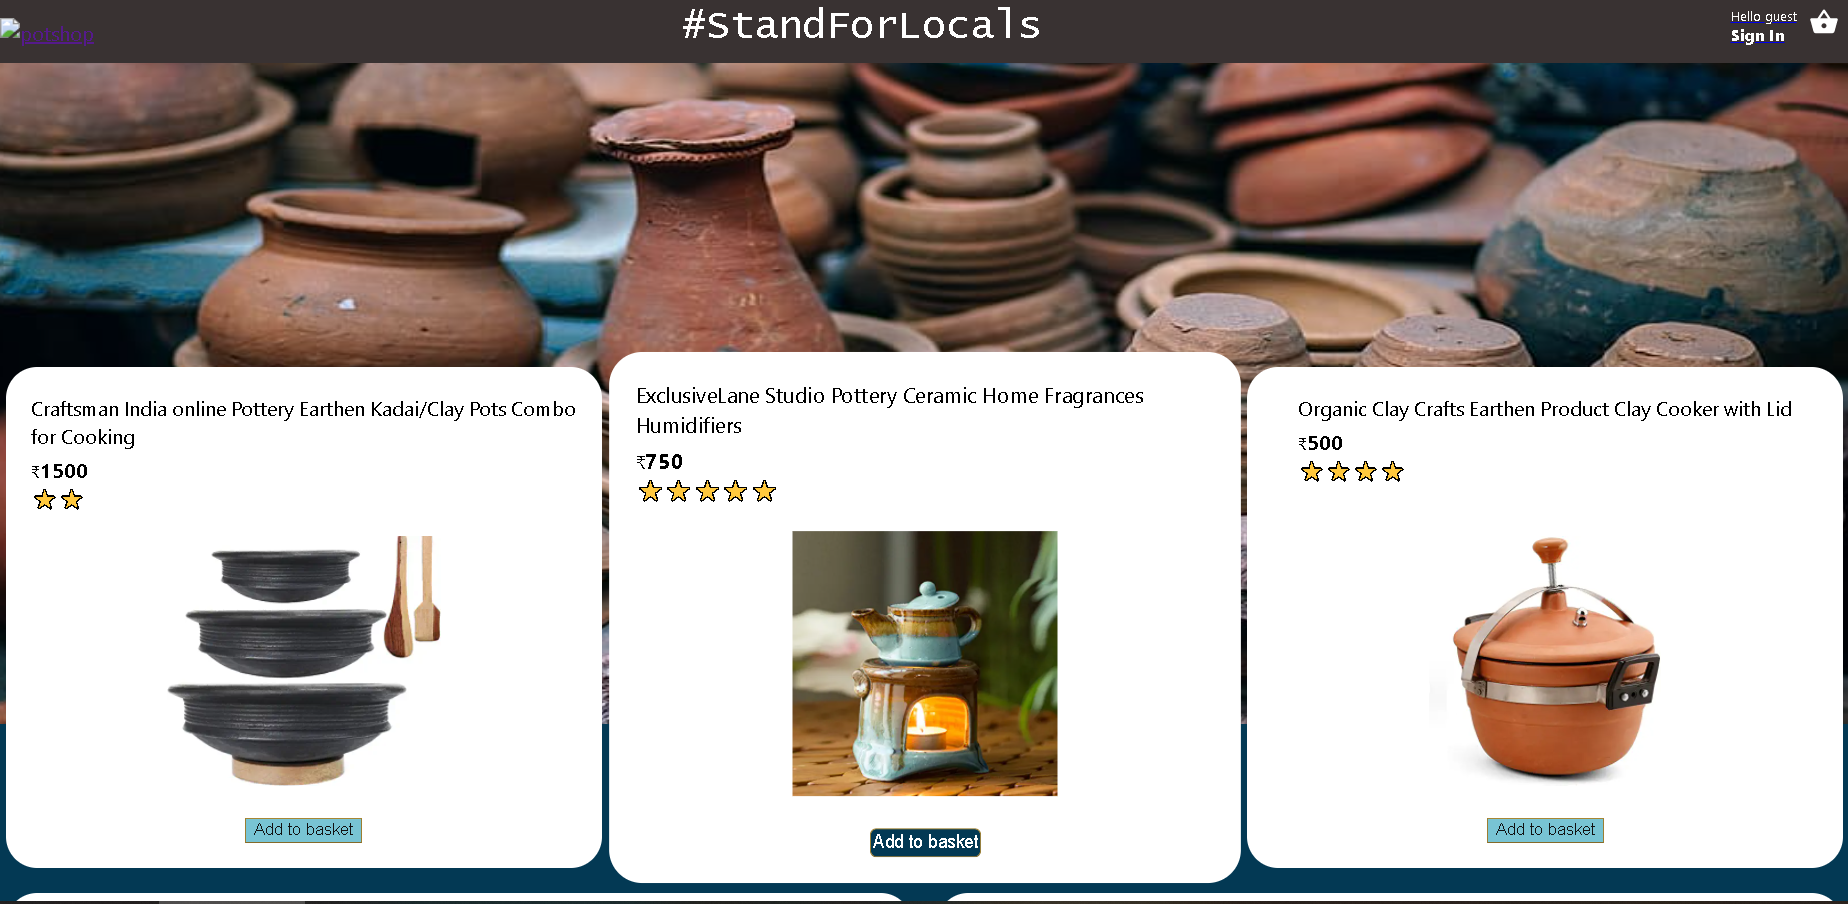 potshop
#StandForLocals
Hello guest
Sign In
Craftsman India online Pottery Earthen Kadai/Clay Pots Combo
for Cooking
₹1500
Add to basket
ExclusiveLane Studio Pottery Ceramic Home Fragrances
Humidifiers
₹750
Add to basket
Organic Clay Crafts Earthen Product Clay Cooker with Lid
₹500
Add to basket